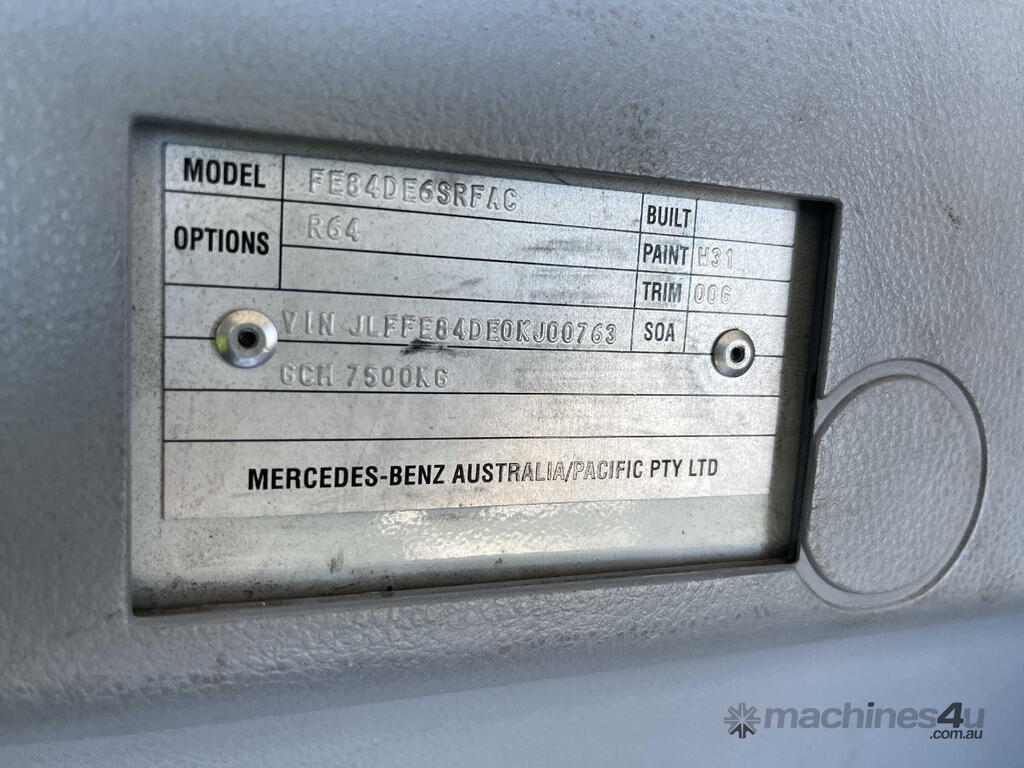 MODEL FE84DE6SRFAC BUILT
OPTIONS R64 PAINT W31
TRIM 006
VIN JLFFE84DE0KJ00763 SOA
GCM 7500KG
MERCEDES-BENZ AUSTRALIA/PACIFIC PTY LTD
machines4u
.com.au